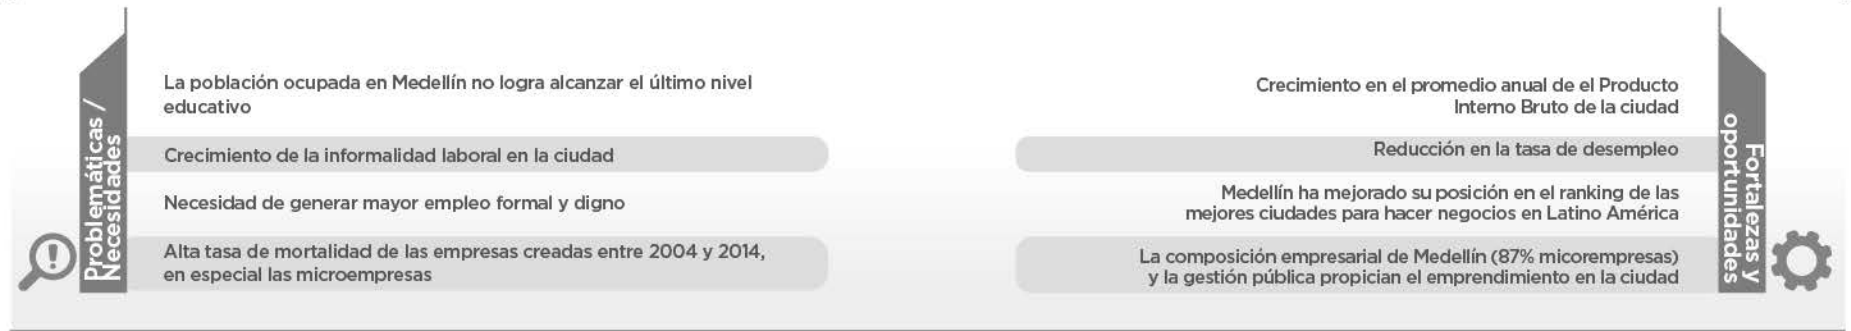 Problemáticas /
Necesidades
La población ocupada en Medellín no logra alcanzar el último nivel
educativo
Crecimiento de la informalidad laboral en la ciudad
Necesidad de generar mayor empleo formal y digno
Alta tasa de mortalidad de las empresas creadas entre 2004 y 2014,
en especial las microempresas
Crecimiento en el promedio anual de el Producto
Interno Bruto de la ciudad
Reducción en la tasa de desempleo
Medellín ha mejorado su posición en el ranking de las
mejores ciudades para hacer negocios en Latino América
La composición empresarial de Medellín (87% micorempresas)
y la gestión pública propician el emprendimiento en la ciudad
Fortalezas y
oportunidades